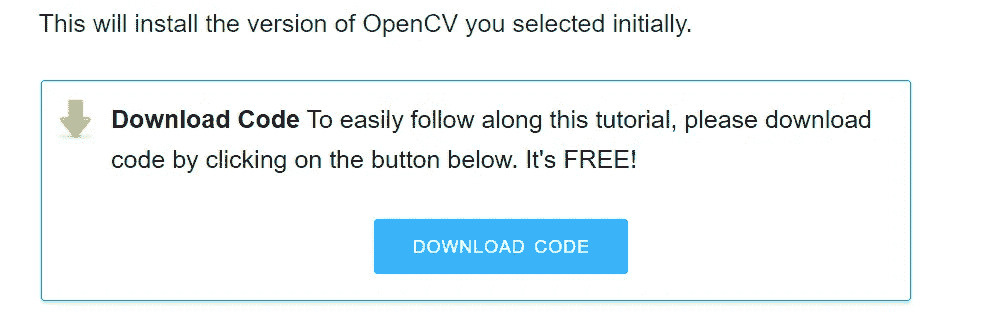 This will install the version of OpenCV you selected initially.
Download Code To easily follow along this tutorial, please download
code by clicking on the button below. It's FREE!
DOWNLOAD CODE